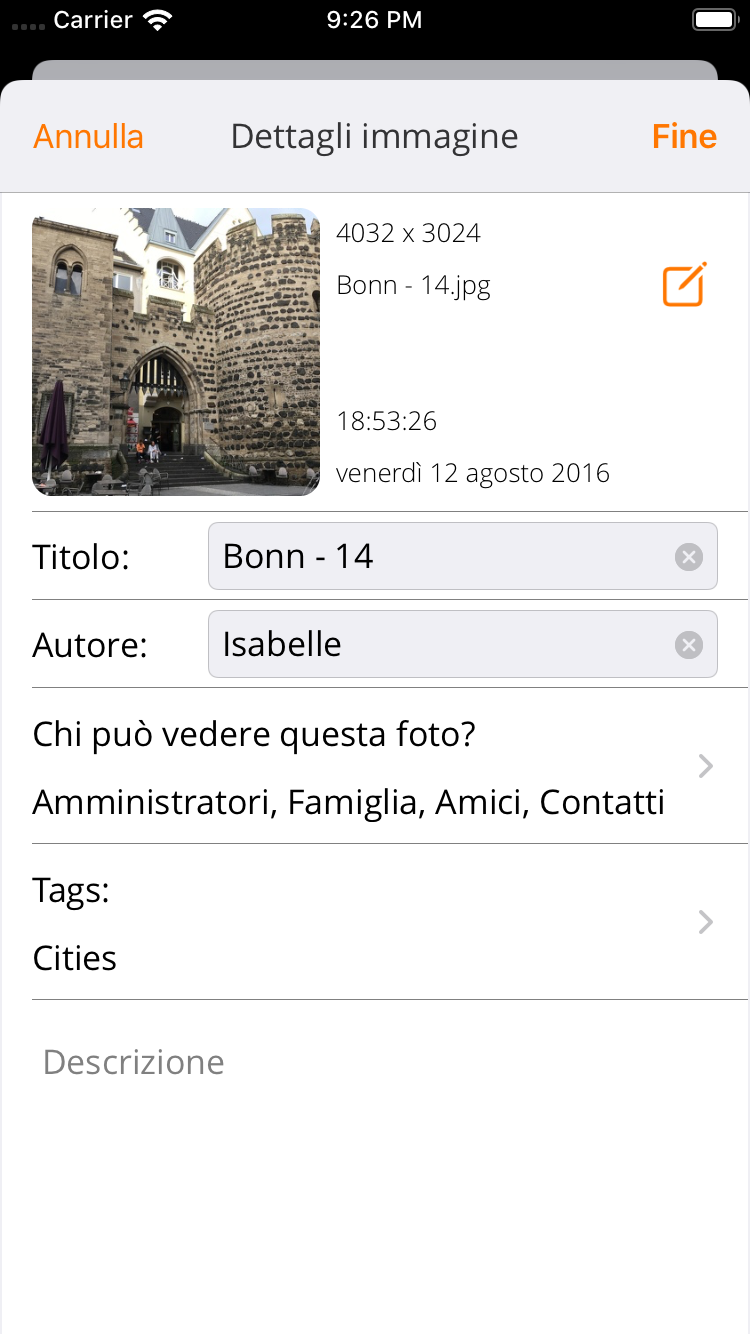 Carrier 9:26 PM
Annulla Dettagli immagine Fine
4032 x 3024
Bonn - 14.jpg
18:53:26
venerdì 12 agosto 2016
Titolo: Bonn - 14
Autore: Isabelle
Chi può vedere questa foto?
Amministratori, Famiglia, Amici, Contatti
Tags:
Cities
Descrizione